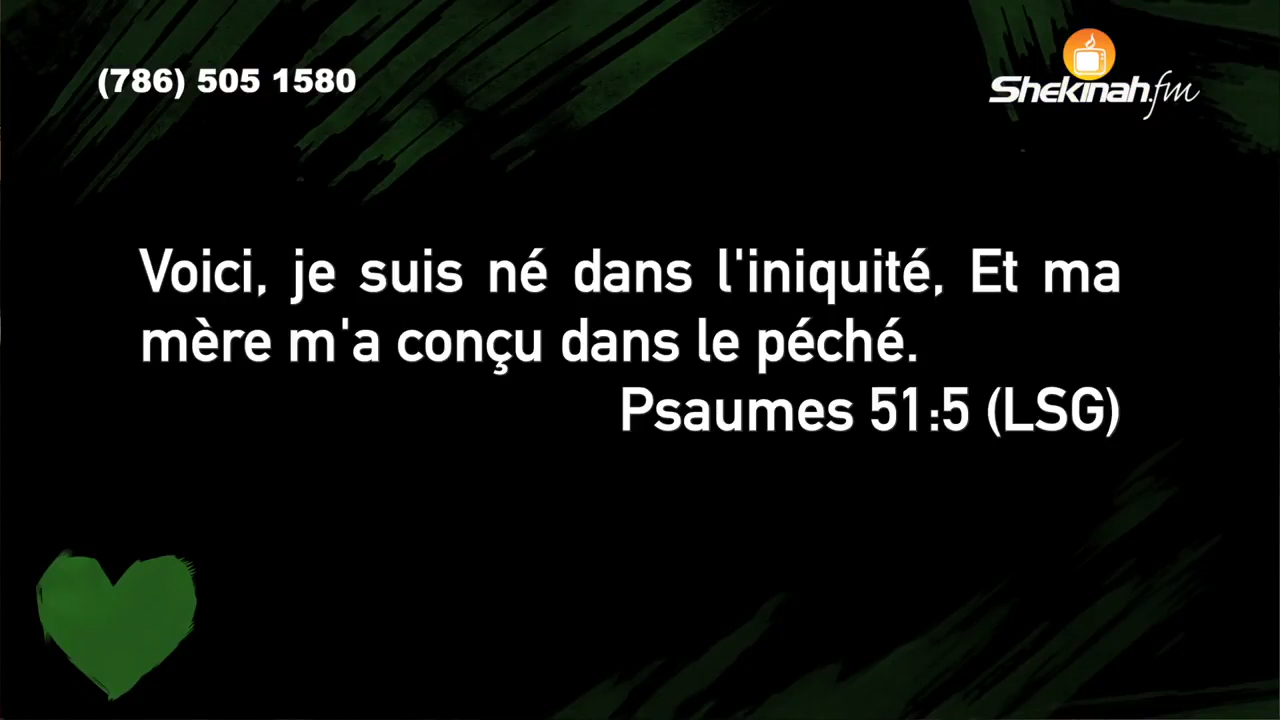 (786) 505 1580
Shekinah.fm
Voici, je suis né dans l'iniquité, Et ma
mère m'a conçu dans le péché.
Psaumes 51:5 (LSG)